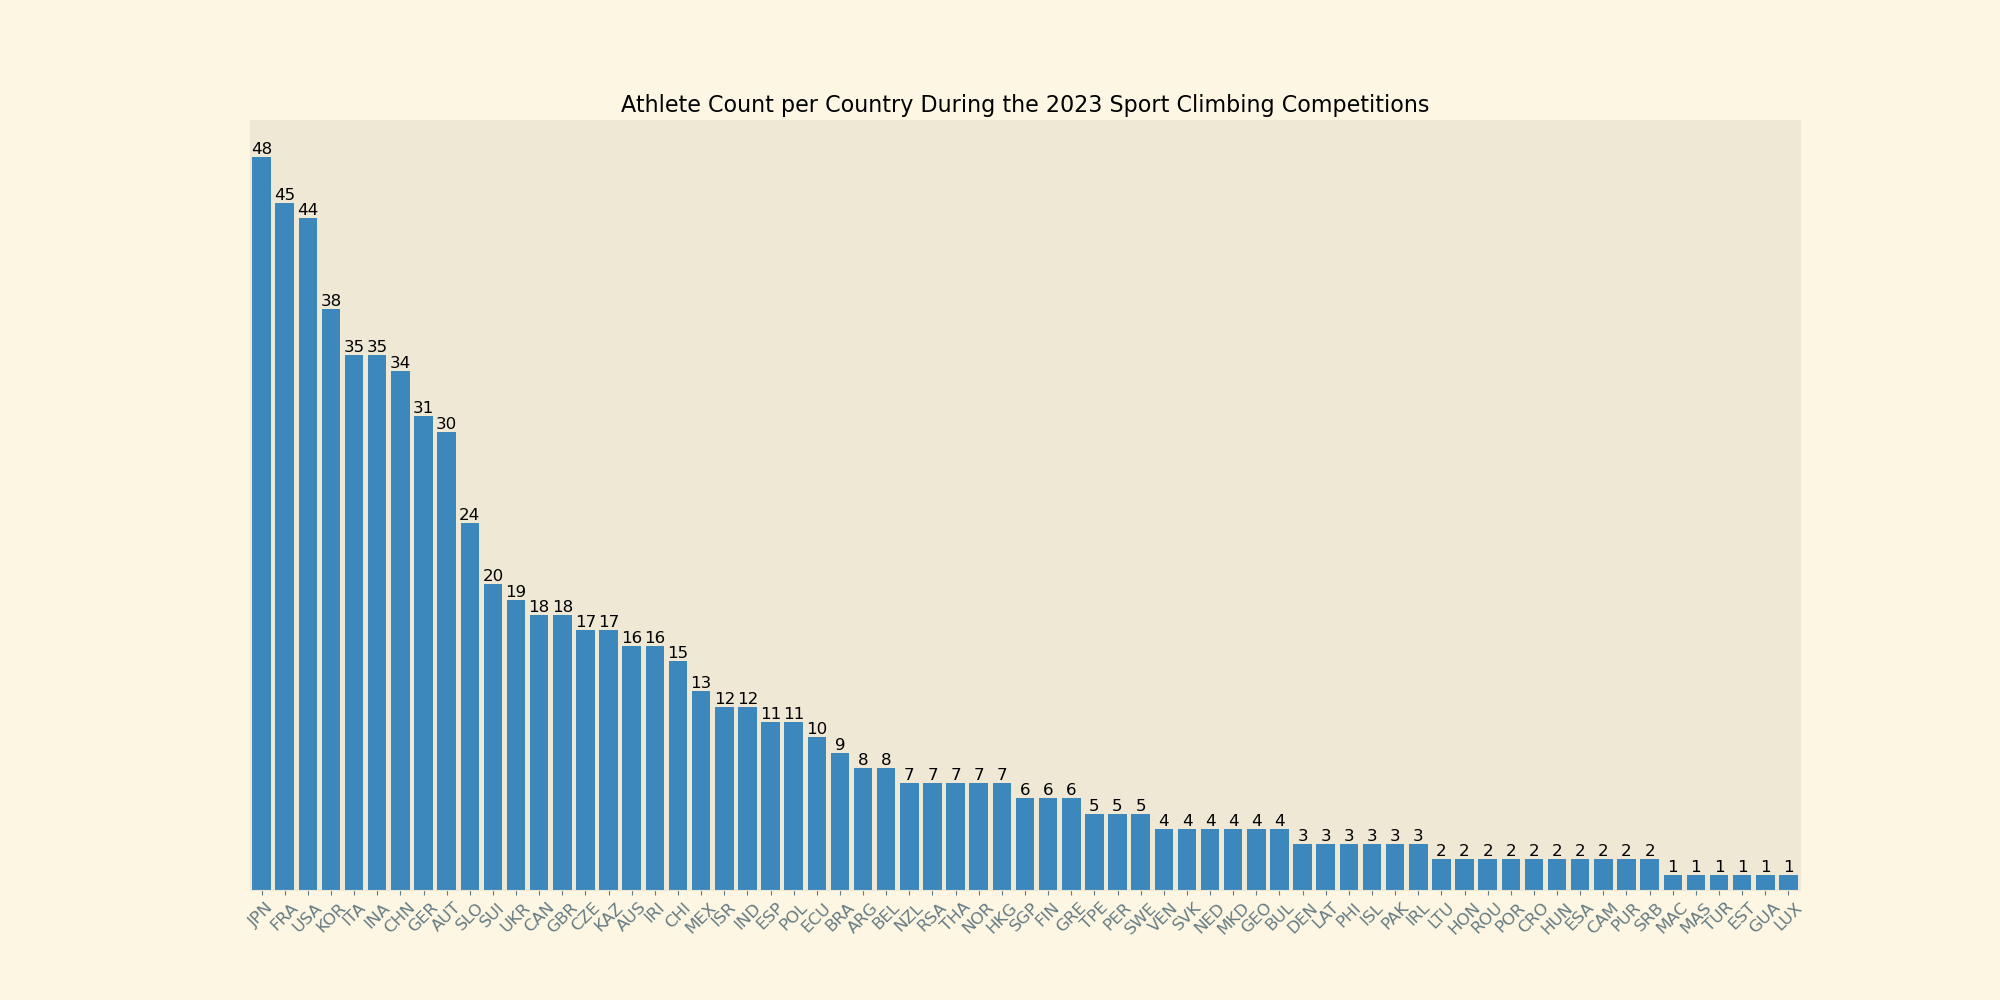 Athlete Count per Country During the 2023 Sport Climbing Competitions
48
45
44
38
35 35
34
31
30
24
20
19
18 18
17 17
16 16
15
13
12 12
11 11
10
9
8 8
7 7 7 7 7
6 6 6
5 5 5
4 4 4 4 4 4
3 3 3 3 3 3
2 2 2 2 2 2 2 2 2 2
1 1 1 1 1 1
JPN FRA USA KOR ITA INA CHN GER AUT SLO SUI UKR CAN GBR CZE KAZ AUS IRI CHI MEX ISR IND ESP POL ECU BRA ARG BEL NZL RSA THA NOR HKG SGP FIN GRE TPE PER SWE VEN SVK NED MKD GEO BUL DEN LAT PHI ISL PAK IRL LTU HON ROU POR CRO HUN ESA CAM PUR SRB MAC MAS TUR EST GUA LUX